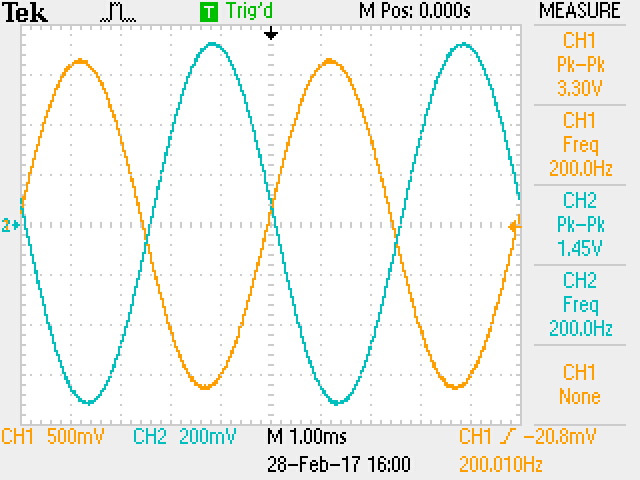 Tek T Trig'd M Pos: 0.000s MEASURE
CH1
Pk-Pk
3.30V
CH1
Freq
200.0Hz
CH2
Pk-Pk
1.45V
CH2
Freq
200.0Hz
CH1
None
2
1
CH1 500mV CH2 200mV M 1.00ms CH1 -20.8mV
28-Feb-17 16:00 200.010Hz